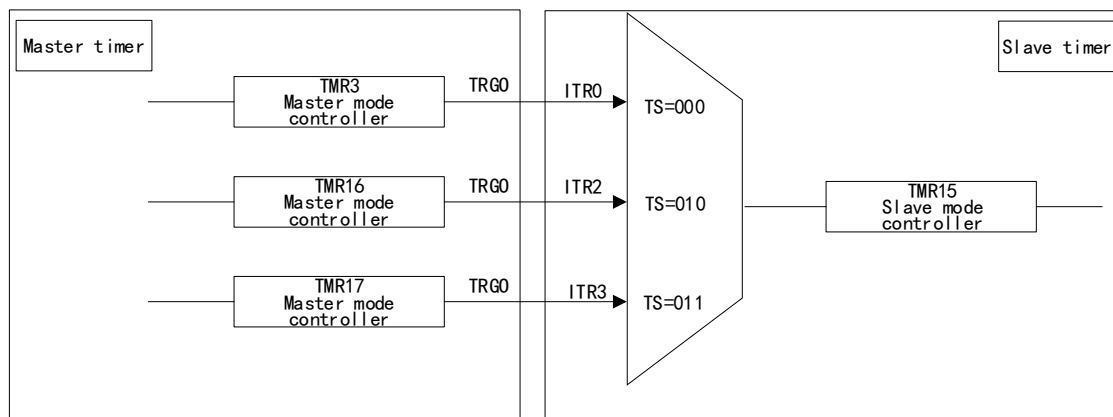 Master timer
Slave timer
TMR3
Master mode
controller
TRGO
ITR0
TS=000
TMR16
Master mode
controller
TRGO
ITR2
TS=010
TMR15
Slave mode
controller
TMR17
Master mode
controller
TRGO
ITR3
TS=011